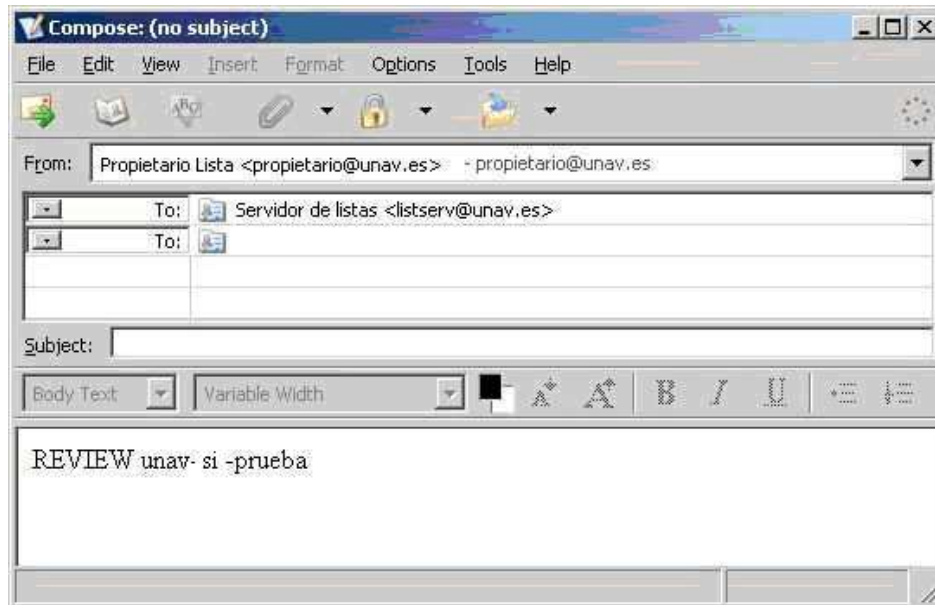 Compose: (no subject)
File Edit View Insert Format Options Tools Help
From: Propietario Lista <propietario@unav.es> - propietario@unav.es
To: Servidor de listas <listserv@unav.es>
To:
Subject:
Body Text Variable Width
REVIEW unav- si -prueba